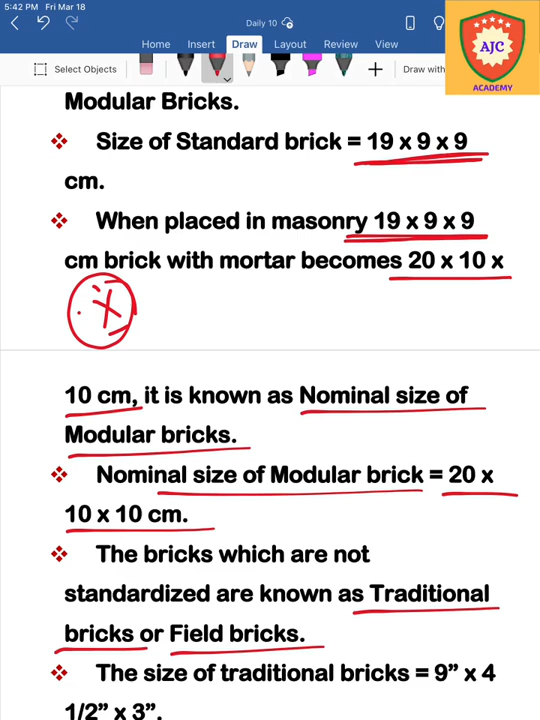 5:42 PM Fri Mar 18
Daily 10
Home Insert Draw Layout Review View
Select Objects
Draw with
AJC
ACADEMY
Modular Bricks.
❖ Size of Standard brick = 19 x 9 x 9
cm.
❖ When placed in masonry 19 x 9 x 9
cm brick with mortar becomes 20 x 10 x
10 cm, it is known as Nominal size of
Modular bricks.
❖ Nominal size of Modular brick = 20 x
10 x 10 cm.
❖ The bricks which are not
standardized are known as Traditional
bricks or Field bricks.
❖ The size of traditional bricks = 9” x 4
1/2” x 3”.